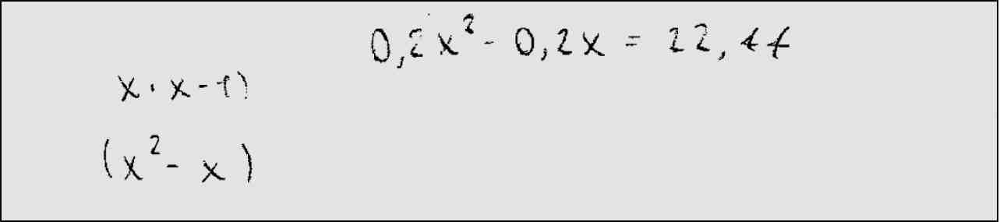 0,2x² - 0,2x = 22,44
x · x - 1)
(x² - x)